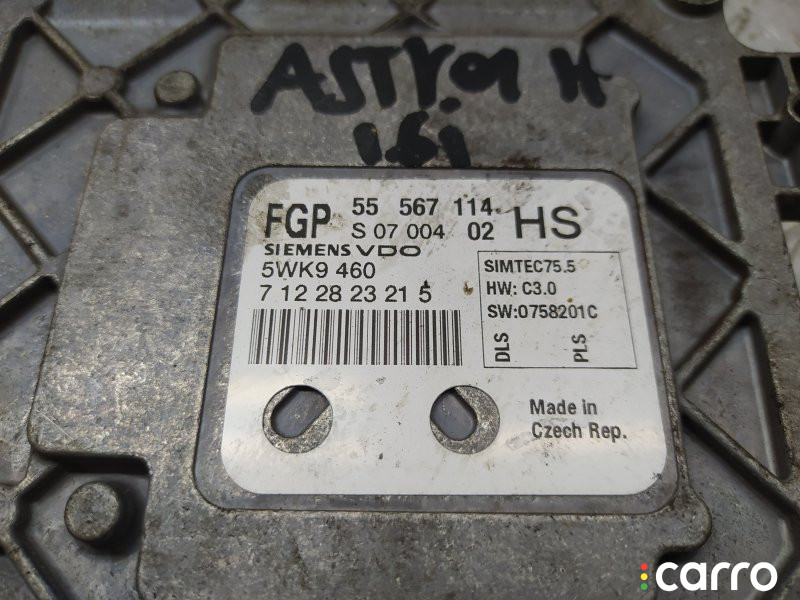 ASTRA H
1.6i
FGP 55 567 114 HS
S 07 004 02
SIEMENS VDO
5WK9 460
7 12 28 23 21 5
SIMTEC75.5
HW: C3.0
SW:0758201C
DLS PLS
Made in
Czech Rep.
carro